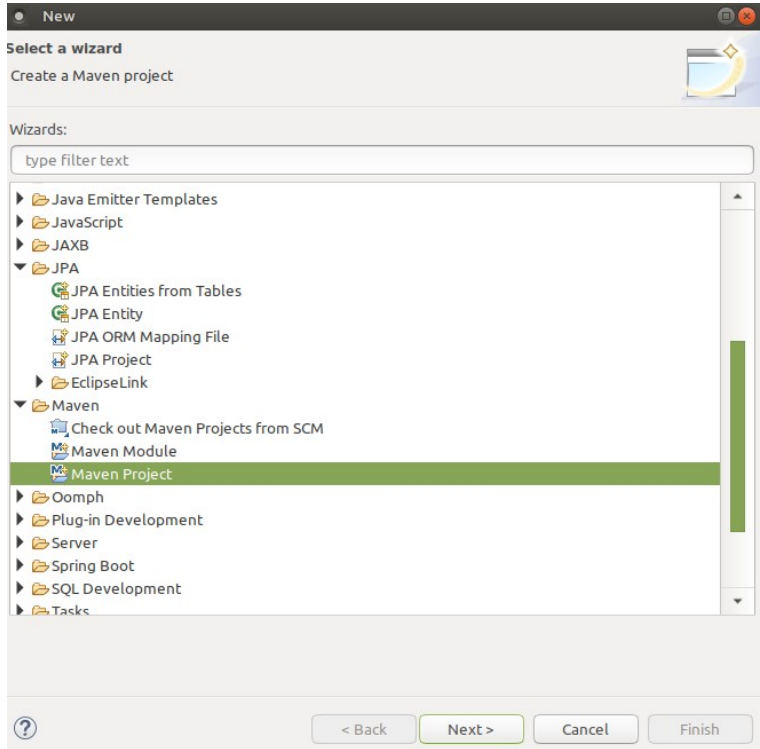 New
Select a wizard
Create a Maven project
Wizards:
type filter text
Java Emitter Templates
JavaScript
JAXB
JPA
JPA Entities from Tables
JPA Entity
JPA ORM Mapping File
JPA Project
EclipseLink
Maven
Check out Maven Projects from SCM
Maven Module
Maven Project
Oomph
Plug-in Development
Server
Spring Boot
SQL Development
Tasks
? < Back Next > Cancel Finish